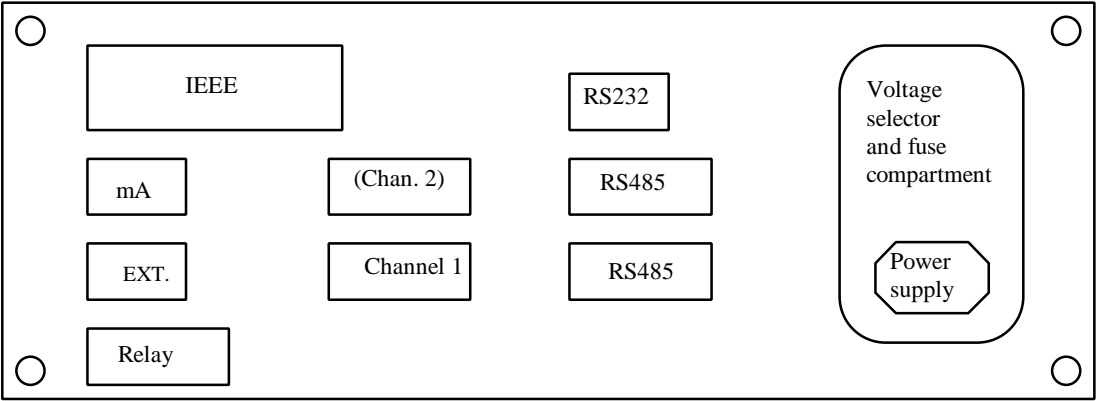 IEEE
RS232
Voltage
selector
and fuse
compartment
mA
(Chan. 2)
RS485
EXT.
Channel 1
RS485
Power
supply
Relay